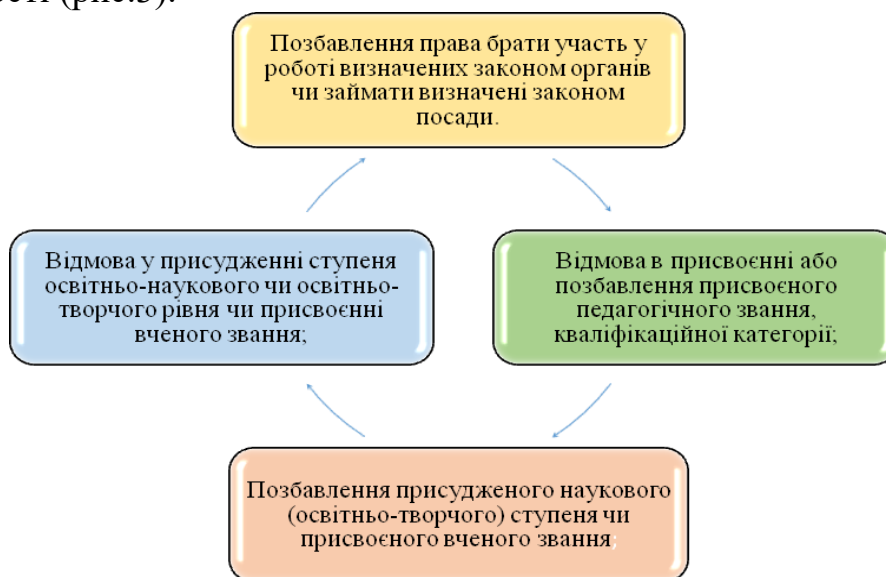 (рис.3).
Позбавлення права брати участь у
роботі визначених законом органів
чи займати визначені законом
посади.
Відмова у присудженні ступеня
освітньо-наукового чи освітньо-
творчого рівня чи присвоєнні
вченого звання;
Відмова в присвоєнні або
позбавлення присвоєного
педагогічного звання,
кваліфікаційної категорії;
Позбавлення присудженого наукового
(освітньо-творчого) ступеня чи
присвоєного вченого звання;